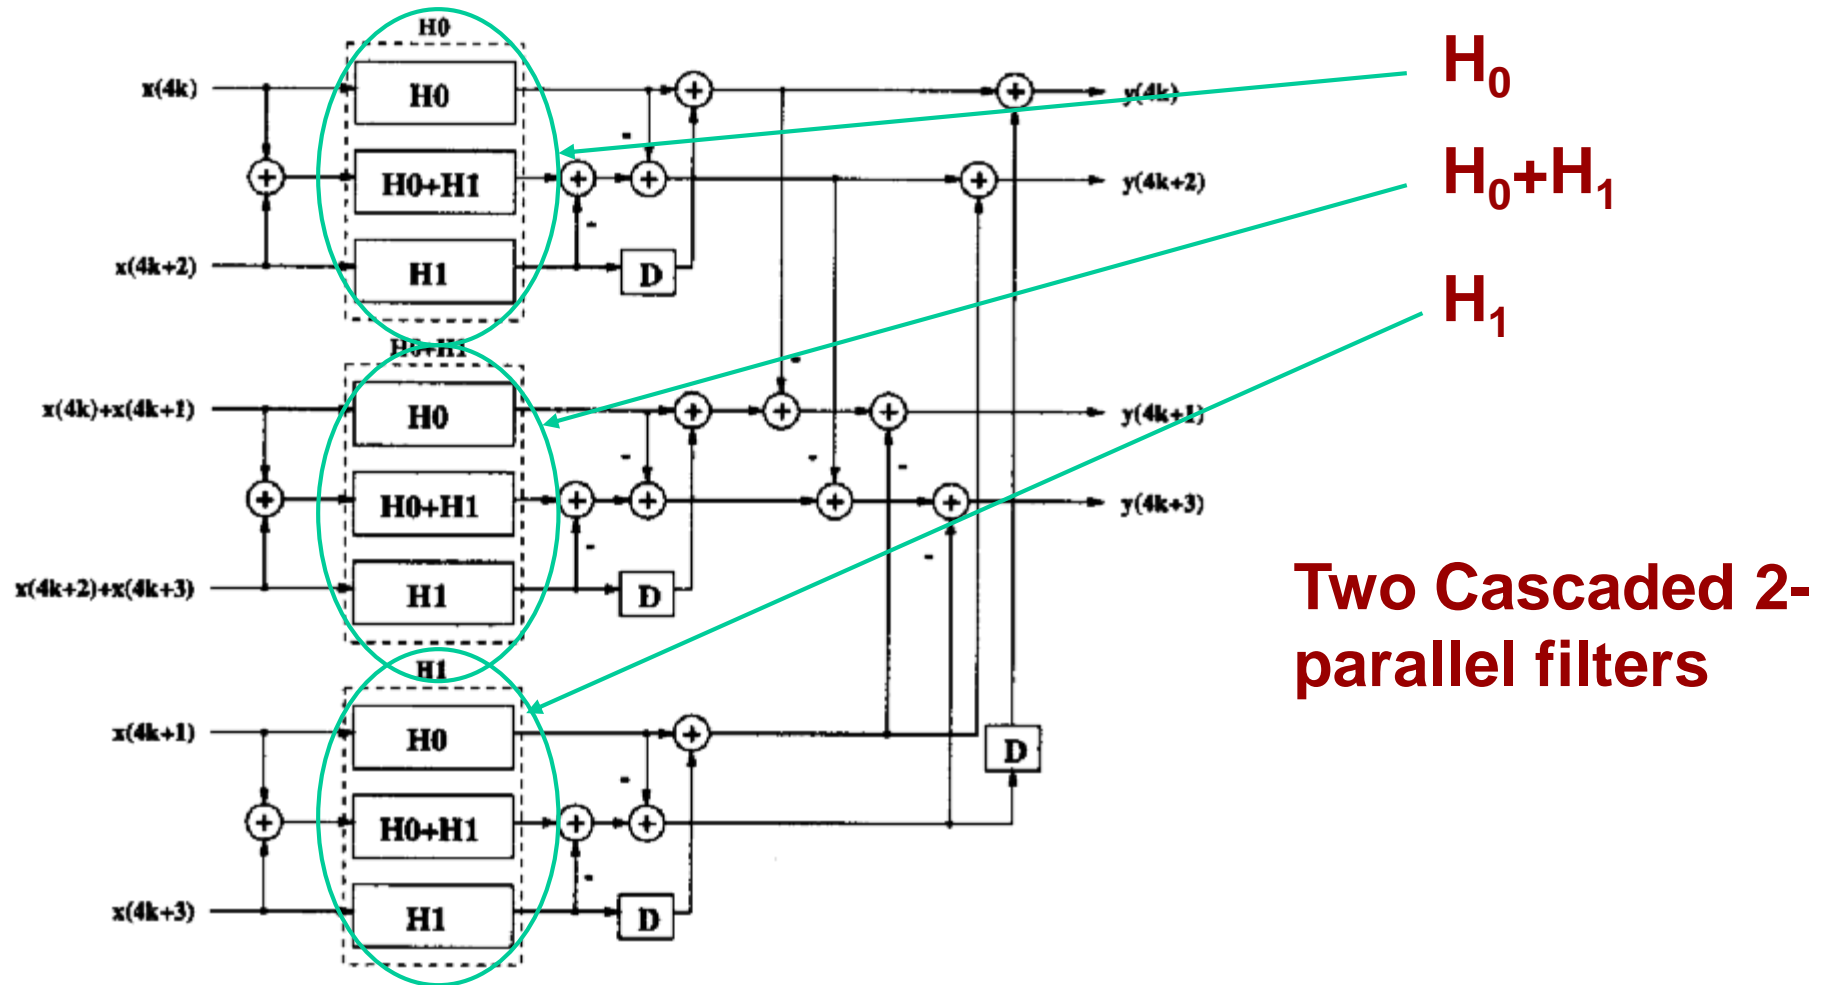 H0
x(4k)
H0
+
+
y(4k)
-
+
H0+H1
+
+
+
y(4k+2)
-
x(4k+2)
H1
D
H0+H1
-
x(4k)+x(4k+1)
H0
+
+
+
y(4k+1)
-
-
-
+
H0+H1
+
+
+
+
y(4k+3)
-
-
x(4k+2)+x(4k+3)
H1
D
H1
x(4k+1)
H0
+
D
-
+
H0+H1
+
+
-
x(4k+3)
H1
D
H₀
H₀+H₁
H₁
Two Cascaded 2-
parallel filters